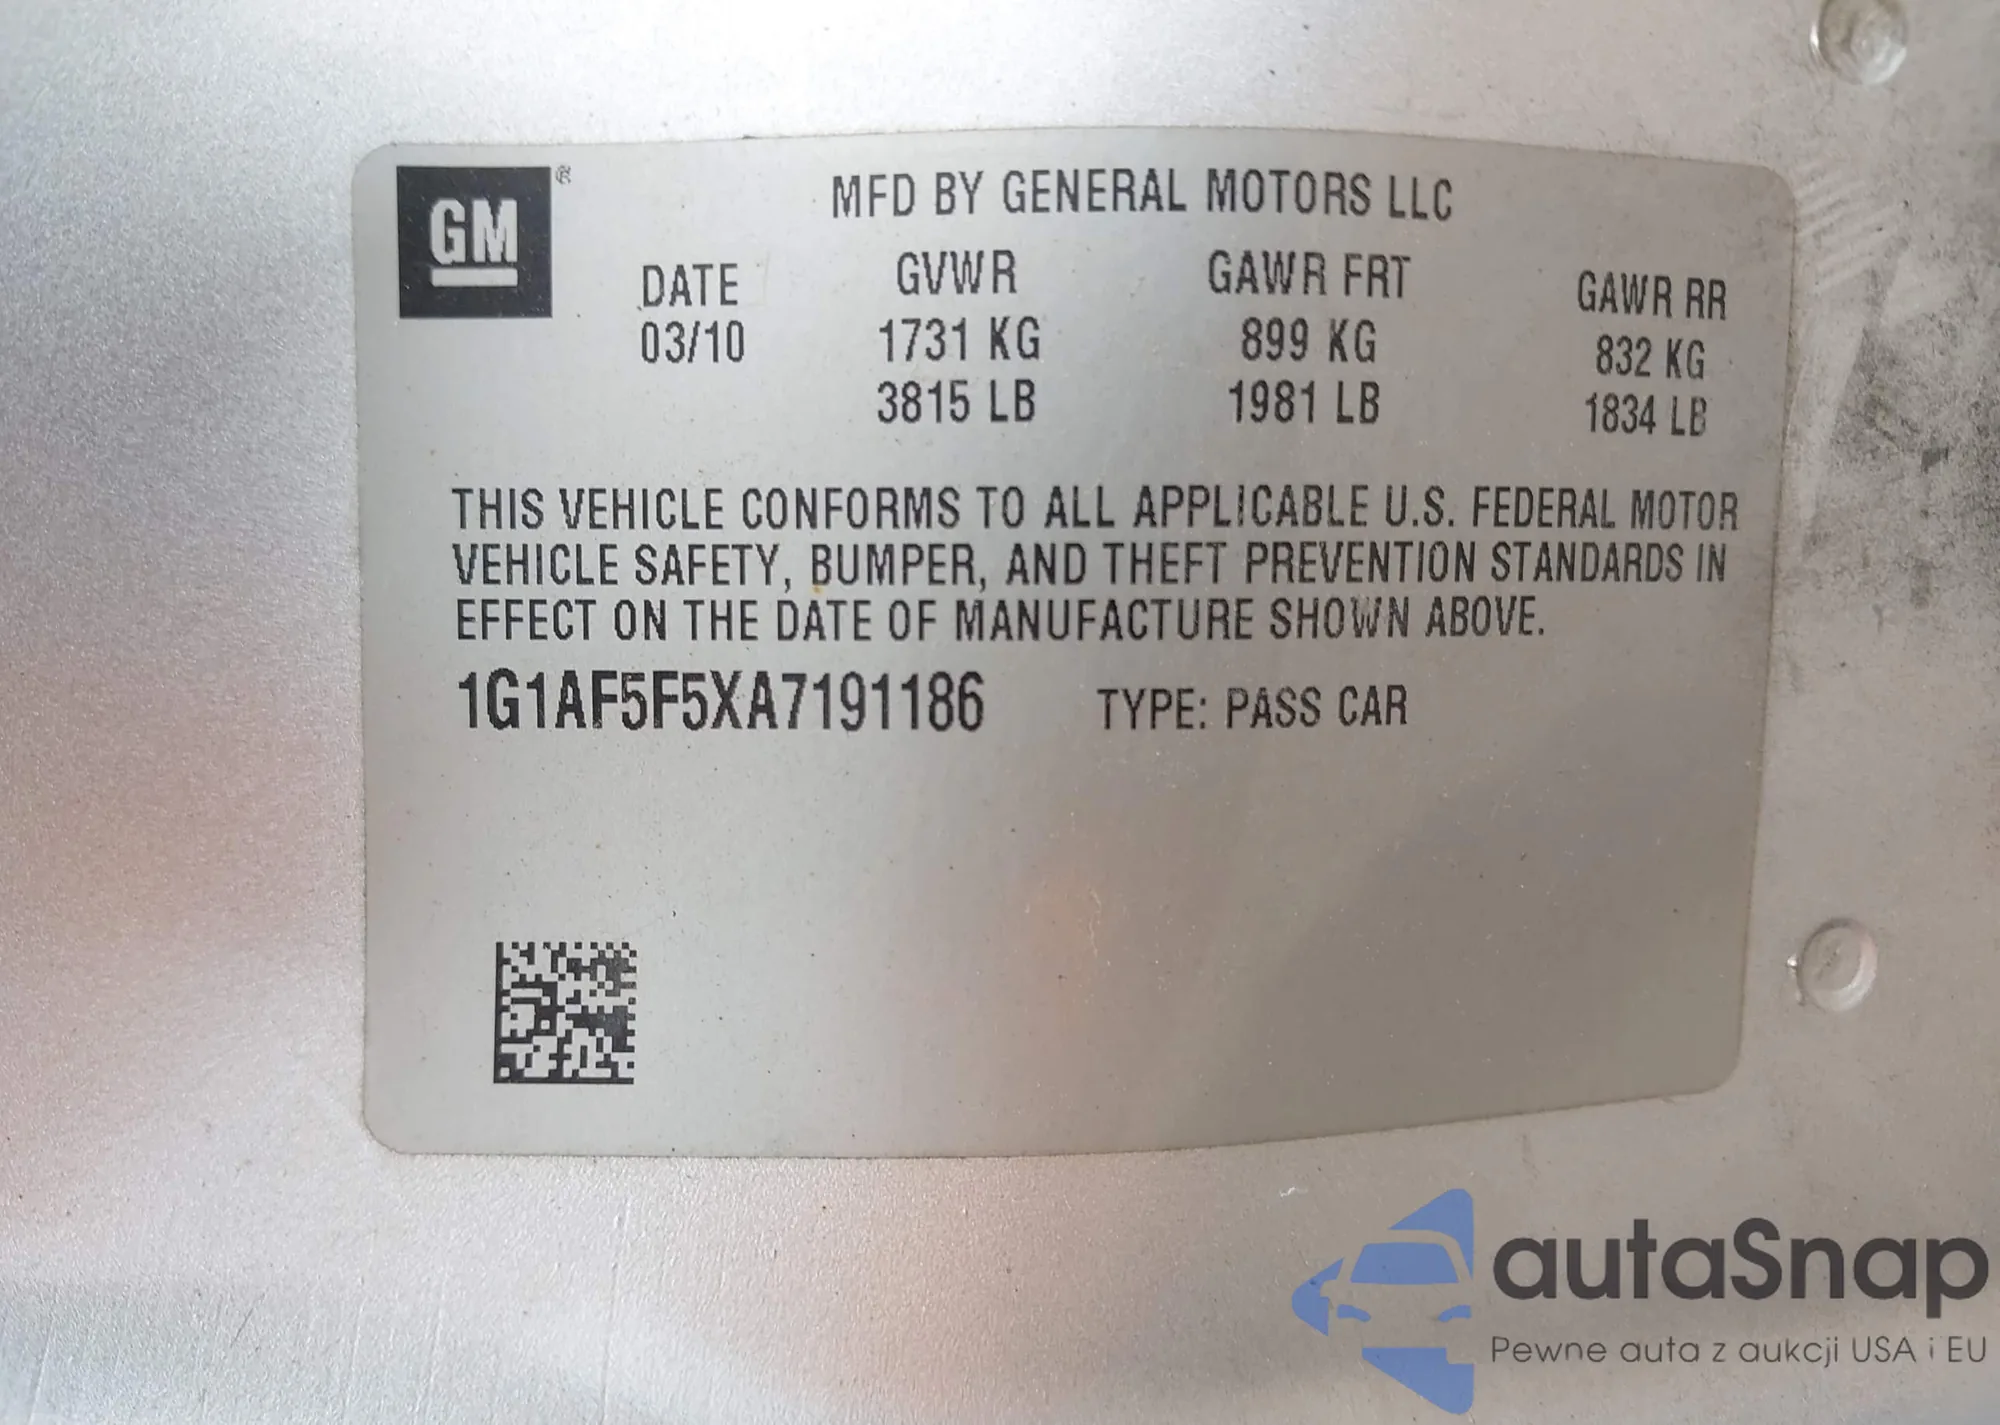 GM ®
MFD BY GENERAL MOTORS LLC
DATE GVWR GAWR FRT GAWR RR
03/10 1731 KG 899 KG 832 KG
3815 LB 1981 LB 1834 LB
THIS VEHICLE CONFORMS TO ALL APPLICABLE U.S. FEDERAL MOTOR
VEHICLE SAFETY, BUMPER, AND THEFT PREVENTION STANDARDS IN
EFFECT ON THE DATE OF MANUFACTURE SHOWN ABOVE.
1G1AF5F5XA7191186 TYPE: PASS CAR
autaSnap
Pewne auta z aukcji USA i EU